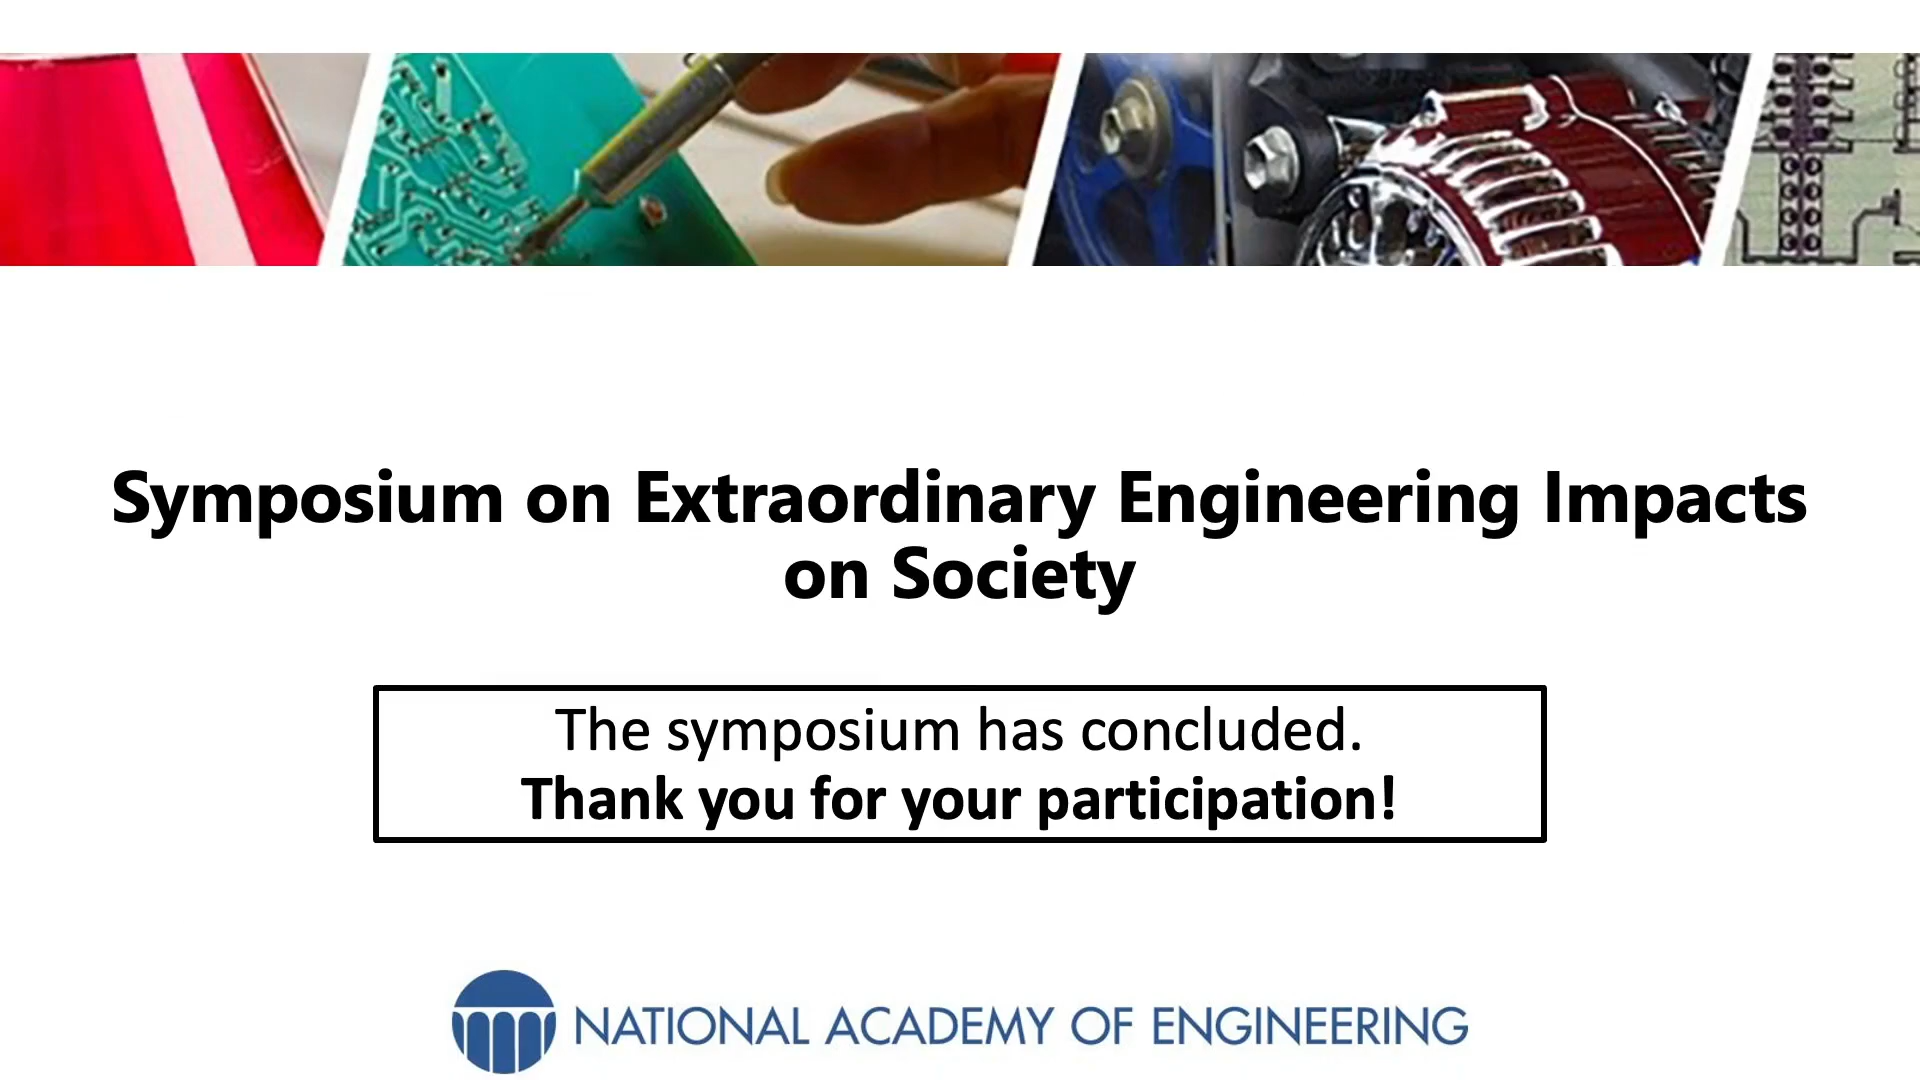 Symposium on Extraordinary Engineering Impacts
on Society
The symposium has concluded.
Thank you for your participation!
NATIONAL ACADEMY OF ENGINEERING